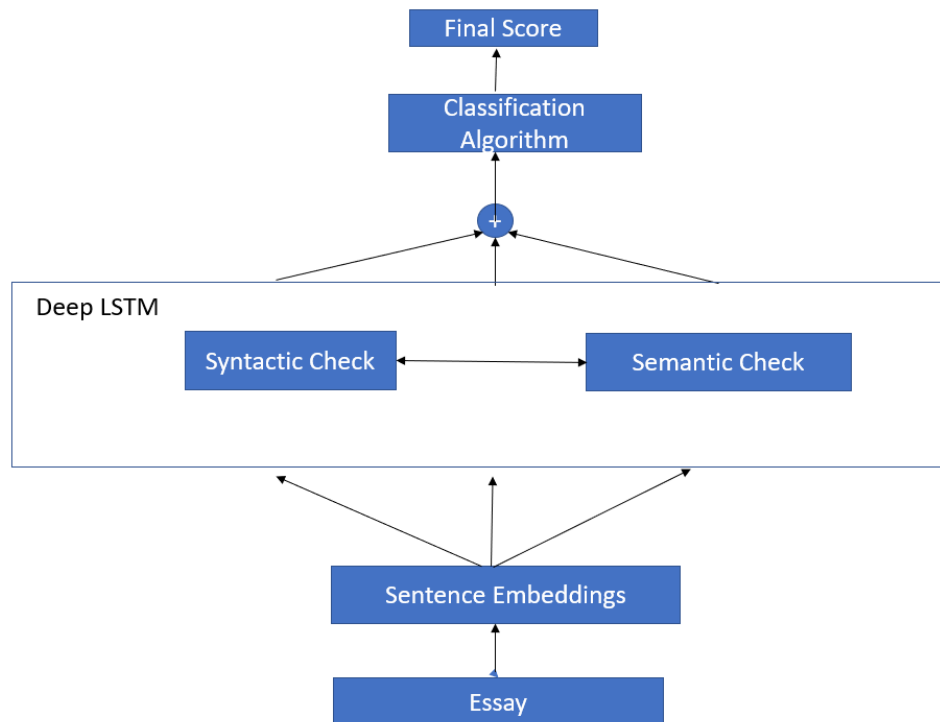 Final Score
Classification
Algorithm
+
Deep LSTM
Syntactic Check
Semantic Check
Sentence Embeddings
Essay